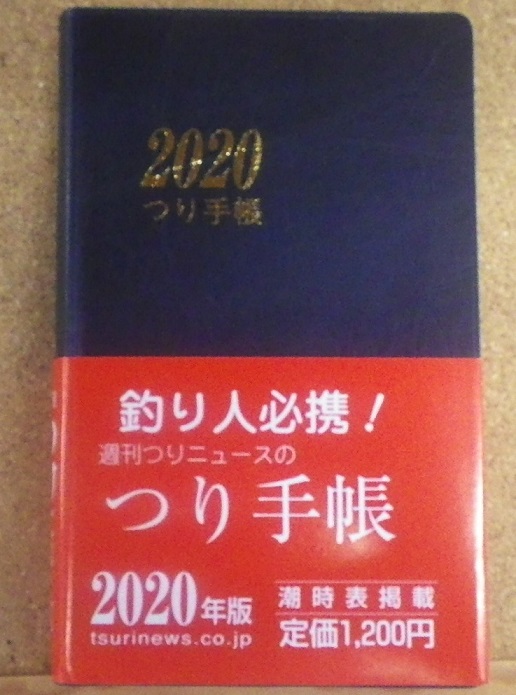 2020
つり手帳
釣り人必携！
週刊つりニュースの
つり手帳
2020年版
tsurinews.co.jp
潮時表掲載
定価1,200円